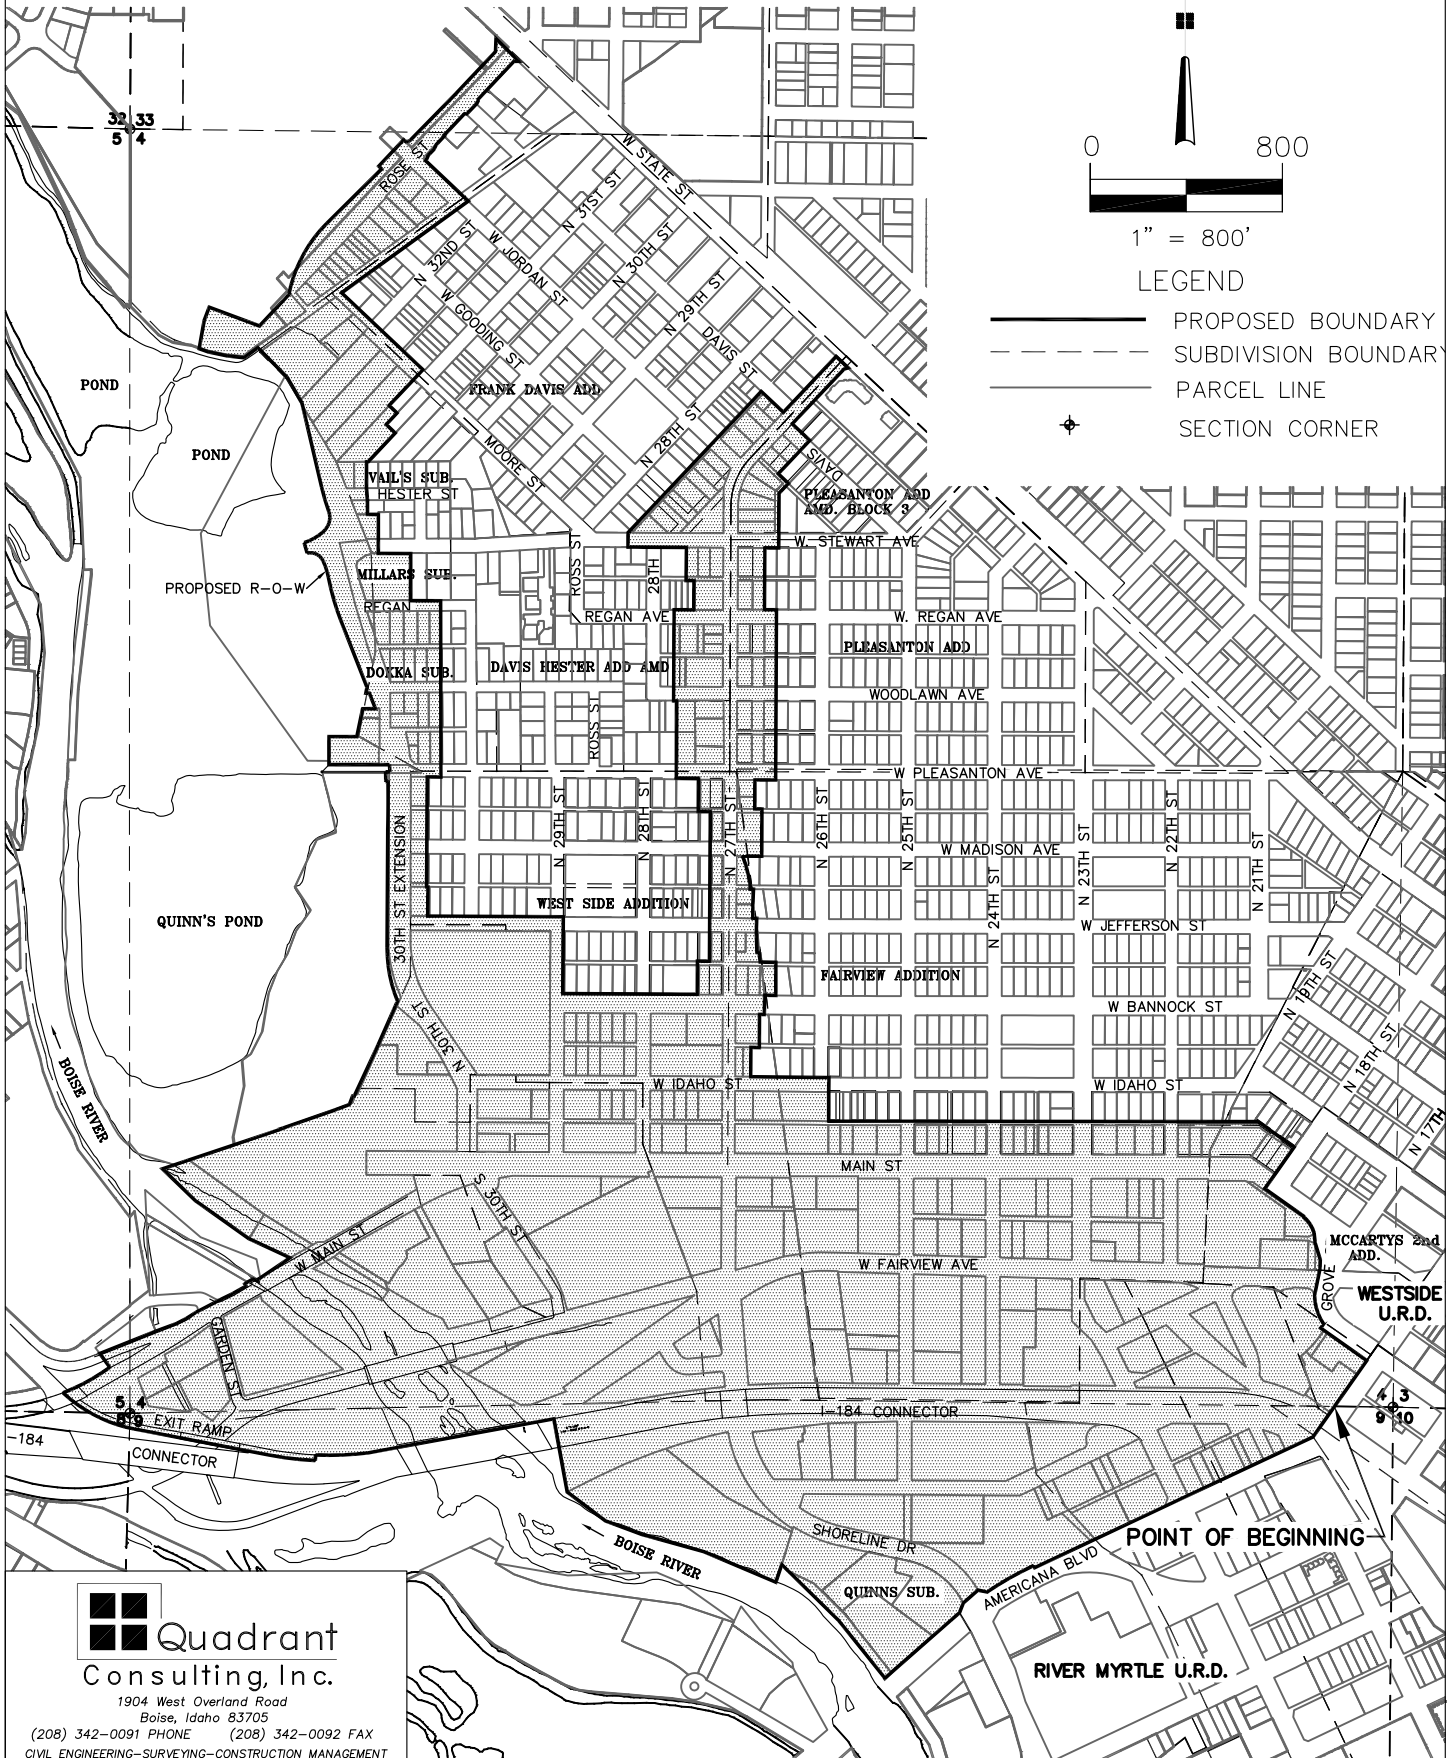 0 800
1" = 800'
LEGEND
PROPOSED BOUNDARY
SUBDIVISION BOUNDARY
PARCEL LINE
SECTION CORNER
32 33
5 4
ROSE ST
W STATE ST
N 31ST ST
N 32ND ST
W JORDAN ST
N 30TH ST
W GOODING ST
N 29TH ST
DAVIS ST
POND
FRANK DAVIS ADD
POND
N 28TH ST
MOORE ST
DAVIS
VAIL'S SUB.
HESTER ST
PLEASANTON ADD
AMD. BLOCK 3
W. STEWART AVE
ROSS ST
28TH
MILLARS SUB.
PROPOSED R-O-W
REGAN
REGAN AVE
W. REGAN AVE
PLEASANTON ADD
DOKKA SUB.
DAVIS HESTER ADD AMD
WOODLAWN AVE
ROSS ST
W PLEASANTON AVE
30TH ST EXTENSION
N 29TH ST
N 28TH ST
N 27TH ST
N 26TH ST
N 25TH ST
N 24TH ST
N 23TH ST
N 22TH ST
N 21TH ST
W MADISON AVE
WEST SIDE ADDITION
QUINN'S POND
W JEFFERSON ST
FAIRVIEW ADDITION
N 19TH ST
W BANNOCK ST
N 30TH ST
N 18TH ST
BOISE RIVER
W IDAHO ST
W IDAHO ST
N 17TH
MAIN ST
S 30TH ST
W MAIN ST
MCCARTYS 2nd
ADD.
W FAIRVIEW AVE
GROVE
WESTSIDE
U.R.D.
GARDEN ST
5 4
8 9
EXIT RAMP
I-184 CONNECTOR
4 3
9 10
-184
CONNECTOR
SHORELINE DR
POINT OF BEGINNING
BOISE RIVER
AMERICANA BLVD
QUINNS SUB.
RIVER MYRTLE U.R.D.
Quadrant
Consulting, Inc.
1904 West Overland Road
Boise, Idaho 83705
(208) 342-0091 PHONE (208) 342-0092 FAX
CIVIL ENGINEERING-SURVEYING-CONSTRUCTION MANAGEMENT